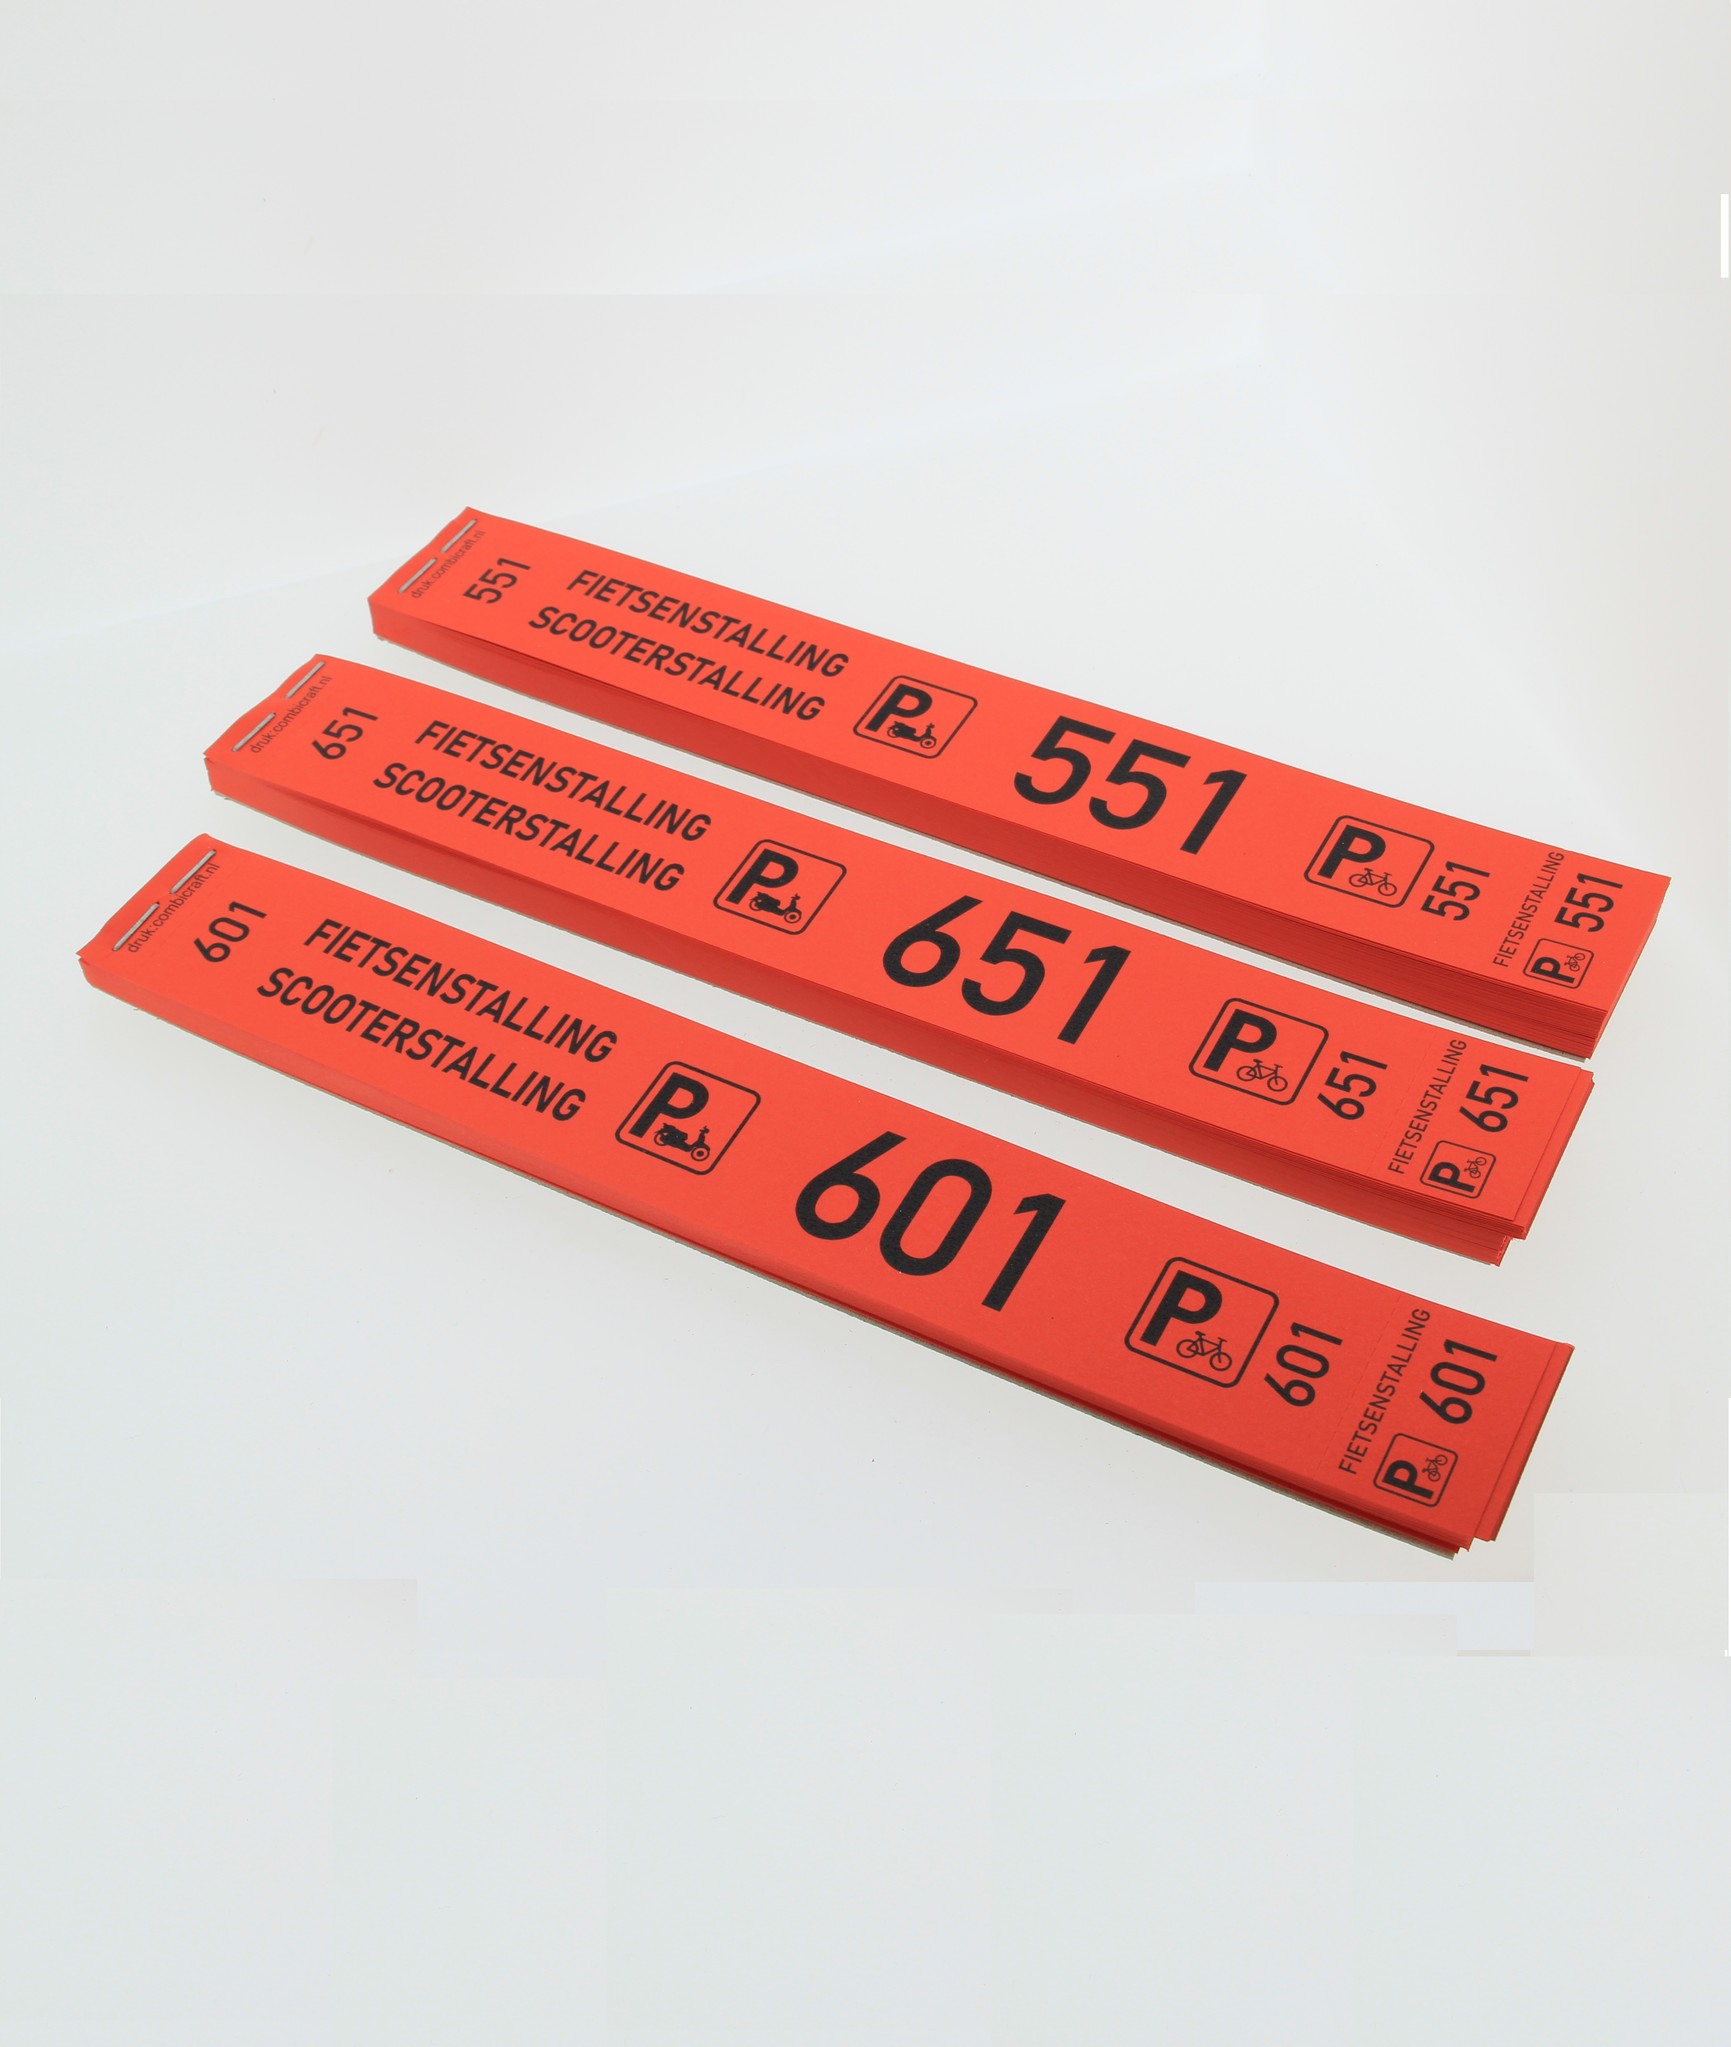 druk:combicraft.nl
551
FIETSENSTALLING
SCOOTERSTALLING
P
551
P
551
FIETSENSTALLING
P 551
druk:combicraft.nl
651
FIETSENSTALLING
SCOOTERSTALLING
P
651
P
651
FIETSENSTALLING
P 651
druk:combicraft.nl
601
FIETSENSTALLING
SCOOTERSTALLING
P
601
P
601
FIETSENSTALLING
P 601